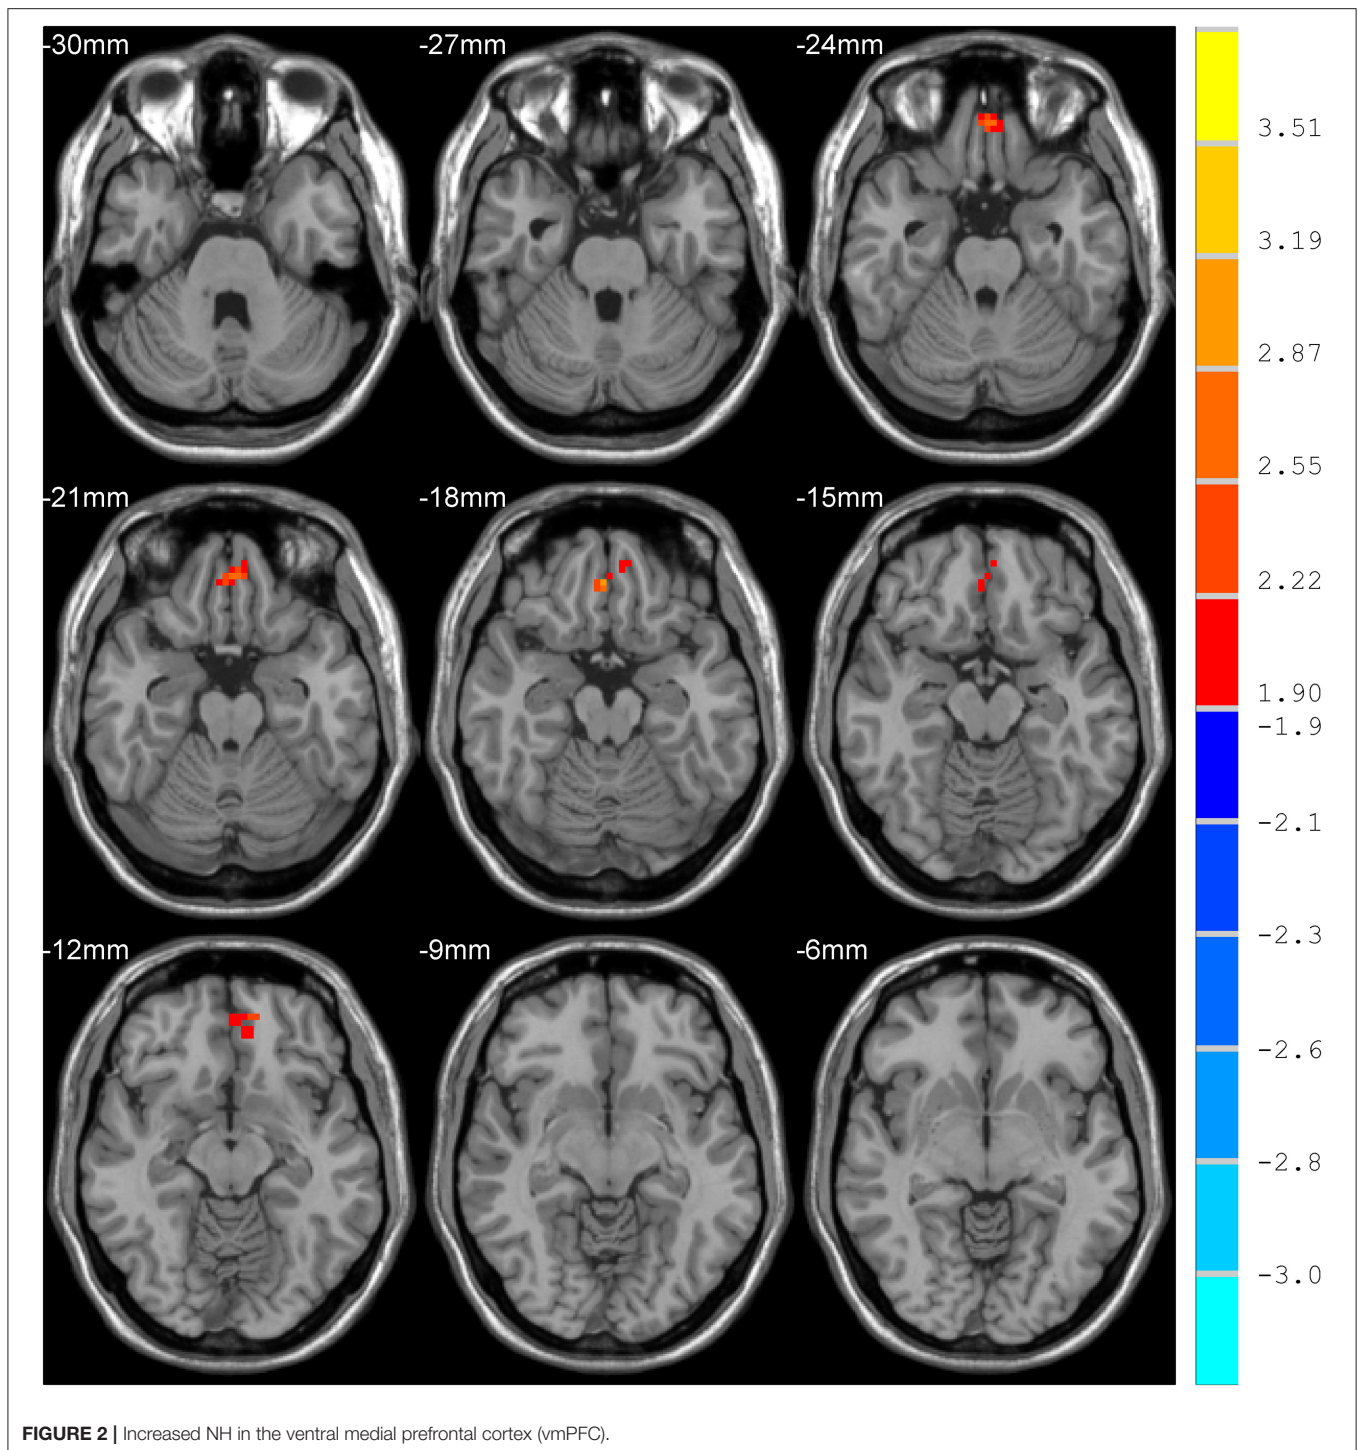 -30mm
-27mm
-24mm
-21mm
-18mm
-15mm
-12mm
-9mm
-6mm
3.51
3.19
2.87
2.55
2.22
1.90
-1.9
-2.1
-2.3
-2.6
-2.8
-3.0
FIGURE 2 | Increased NH in the ventral medial prefrontal cortex (vmPFC).